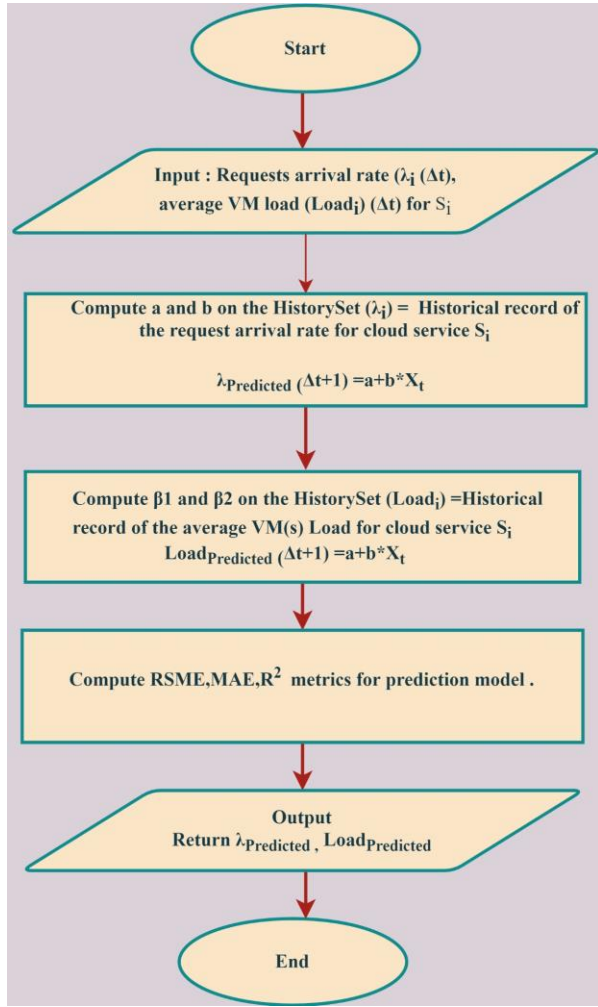 Start
Input : Requests arrival rate (λi (Δt),
average VM load (Loadi) (Δt) for Si
Compute a and b on the HistorySet (λi) = Historical record of
the request arrival rate for cloud service Si
λPredicted (Δt+1) =a+b*Xt
Compute β1 and β2 on the HistorySet (Loadi) =Historical
record of the average VM(s) Load for cloud service Si
LoadPredicted (Δt+1) =a+b*Xt
Compute RSME,MAE,R² metrics for prediction model .
Output
Return λPredicted , LoadPredicted
End